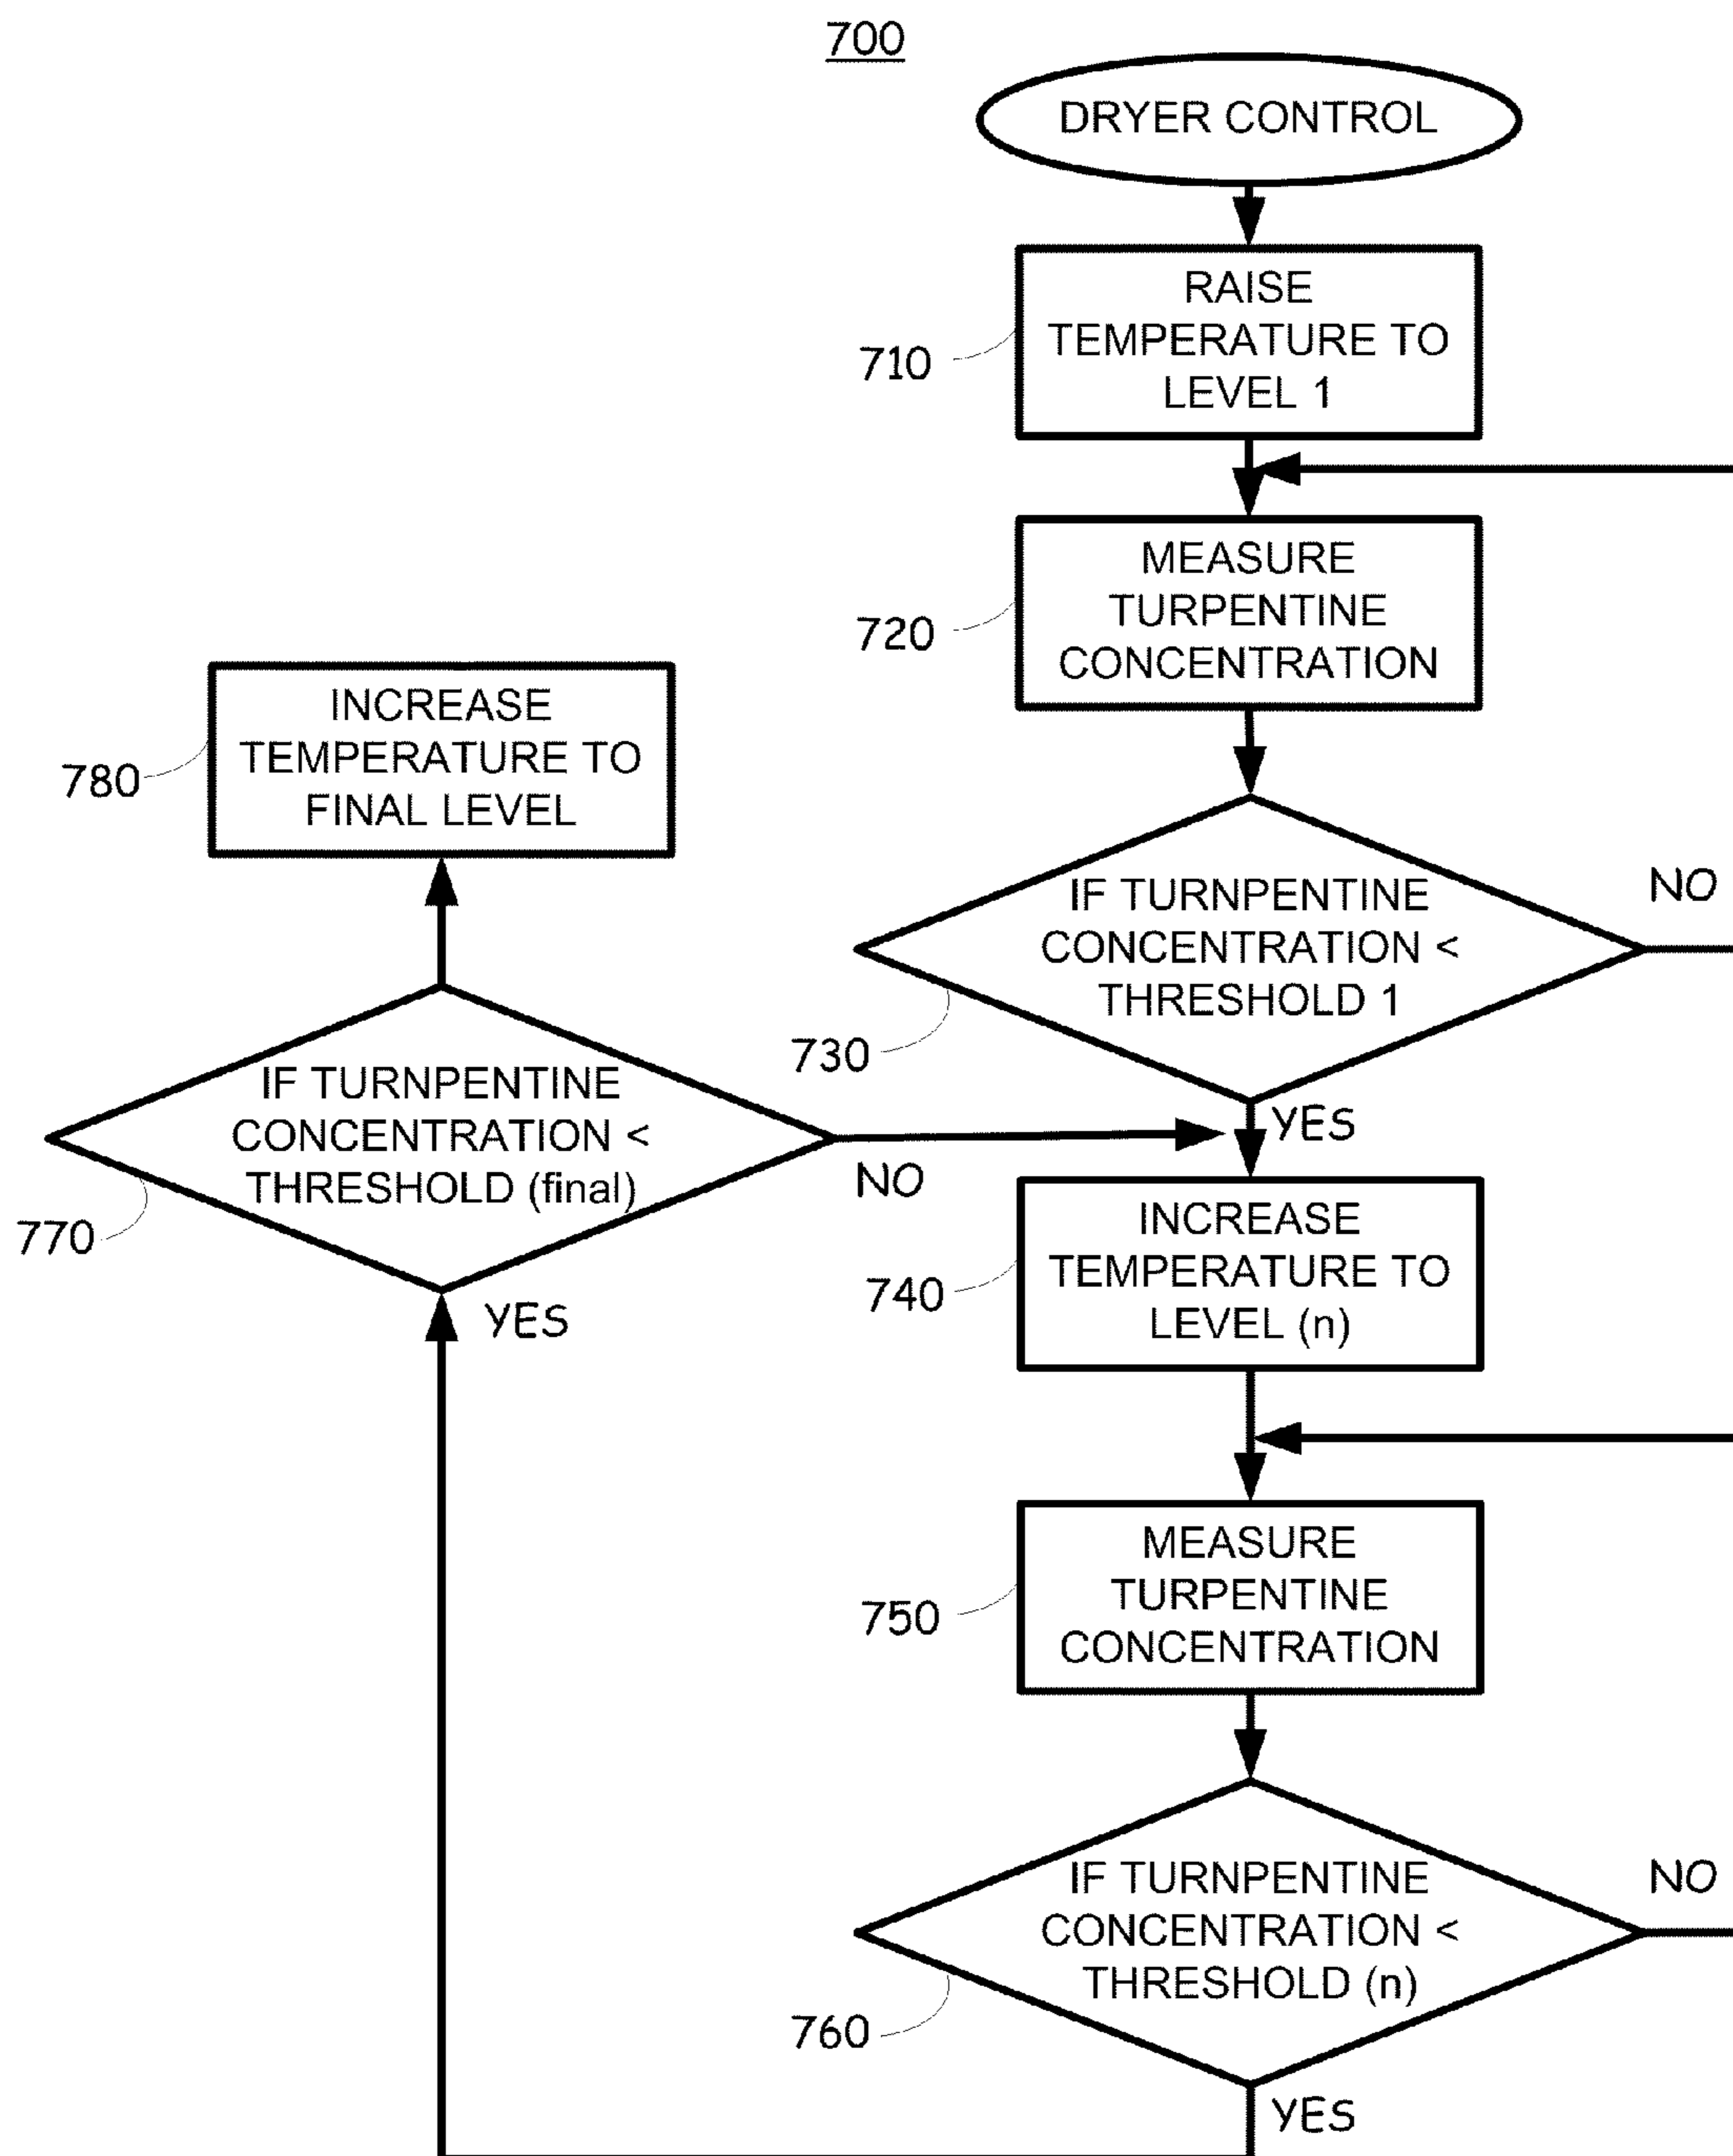 700
DRYER CONTROL
RAISE
TEMPERATURE TO
LEVEL 1
710
MEASURE
TURPENTINE
CONCENTRATION
720
IF TURNPENTINE
CONCENTRATION <
THRESHOLD 1
730
NO
YES
INCREASE
TEMPERATURE TO
LEVEL (n)
740
MEASURE
TURPENTINE
CONCENTRATION
750
IF TURNPENTINE
CONCENTRATION <
THRESHOLD (n)
760
NO
YES
IF TURNPENTINE
CONCENTRATION <
THRESHOLD (final)
770
NO
YES
INCREASE
TEMPERATURE TO
FINAL LEVEL
780